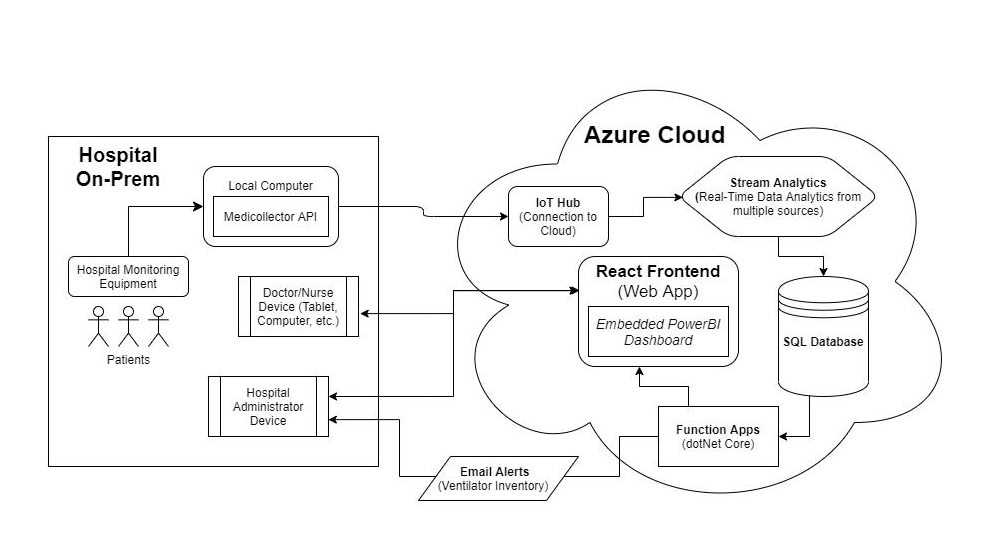 Azure Cloud
Hospital
On-Prem
Local Computer
Medicollector API
Hospital Monitoring
Equipment
Patients
Doctor/Nurse
Device (Tablet,
Computer, etc.)
Hospital
Administrator
Device
IoT Hub
(Connection to
Cloud)
Stream Analytics
(Real-Time Data Analytics from
multiple sources)
React Frontend
(Web App)
Embedded PowerBI
Dashboard
SQL Database
Function Apps
(dotNet Core)
Email Alerts
(Ventilator Inventory)